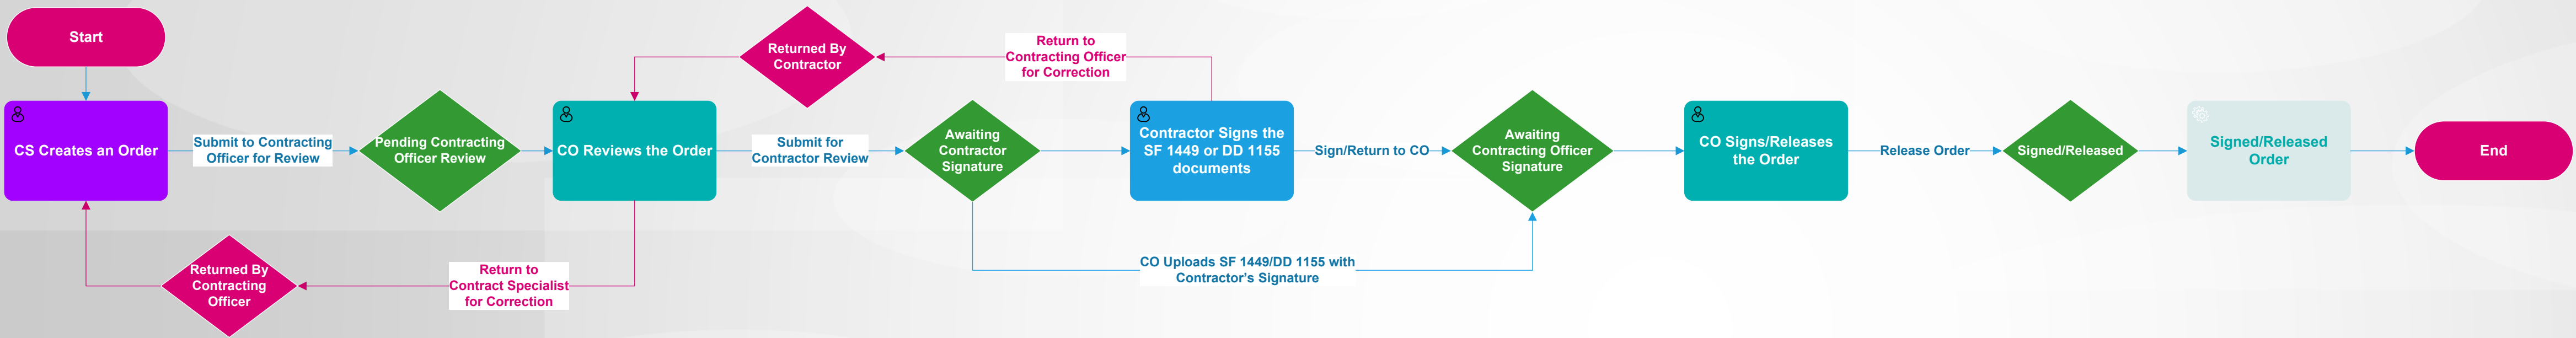 Start
CS Creates an Order
Submit to Contracting
Officer for Review
Pending Contracting
Officer Review
CO Reviews the Order
Returned By
Contractor
Return to
Contracting Officer
for Correction
Submit for
Contractor Review
Awaiting
Contractor
Signature
Contractor Signs the
SF 1449 or DD 1155
documents
Sign/Return to CO
Awaiting
Contracting Officer
Signature
CO Signs/Releases
the Order
Release Order
Signed/Released
Signed/Released
Order
End
Returned By
Contracting
Officer
Return to
Contract Specialist
for Correction
CO Uploads SF 1449/DD 1155 with
Contractor’s Signature